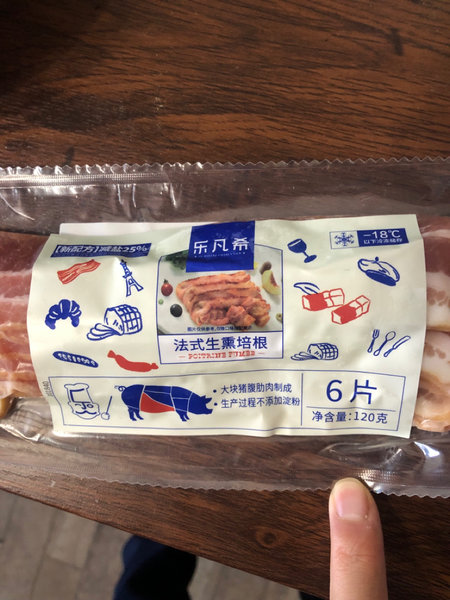 【新配方】减盐25%
乐凡希
-18℃
以下冷冻储存
法式生熏培根
POITRINE FUMÉE
·大块猪腹肋肉制成
·生产过程不添加淀粉
6片
净含量:120克